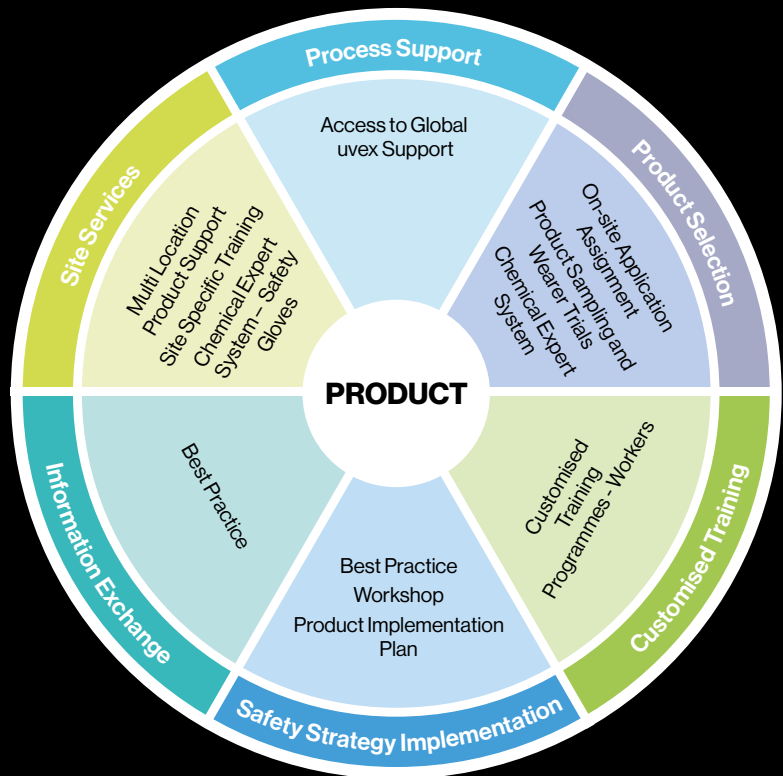 Process Support
Access to Global
uvex Support
Product Selection
On-site Application
Assignment
Product Sampling and
Wearer Trials
Chemical Expert
System
Customised Training
Customised
Training
Programmes - Workers
Safety Strategy Implementation
Best Practice
Workshop
Product Implementation
Plan
Information Exchange
Best Practice
Site Services
Multi Location
Product Support
Site Specific Training
Chemical Expert
System – Safety
Gloves
PRODUCT